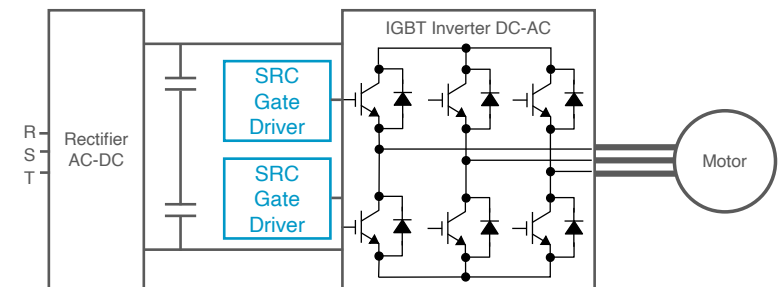 IGBT Inverter DC-AC
SRC
Gate
Driver
R
S
T
Rectifier
AC-DC
SRC
Gate
Driver
Motor